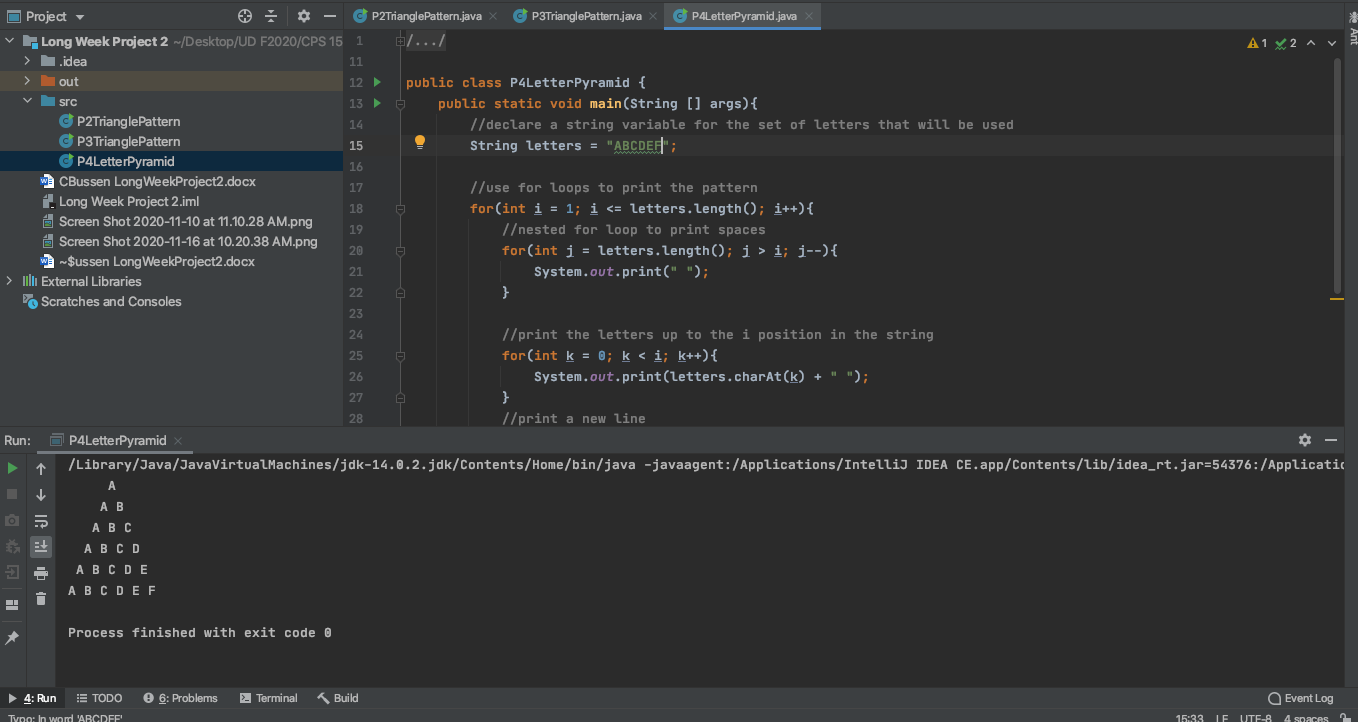 Project
P2TrianglePattern.java
P3TrianglePattern.java
P4LetterPyramid.java
Long Week Project 2 ~/Desktop/UD F2020/CPS 15
.idea
out
src
P2TrianglePattern
P3TrianglePattern
P4LetterPyramid
CBussen LongWeekProject2.docx
Long Week Project 2.iml
Screen Shot 2020-11-10 at 11.10.28 AM.png
Screen Shot 2020-11-16 at 10.20.38 AM.png
~$ussen LongWeekProject2.docx
External Libraries
Scratches and Consoles
1 /.../
11
12 public class P4LetterPyramid {
13 public static void main(String [] args){
14 //declare a string variable for the set of letters that will be used
15 String letters = "ABCDEF";
16
17 //use for loops to print the pattern
18 for(int i = 1; i <= letters.length(); i++){
19 //nested for loop to print spaces
20 for(int j = letters.length(); j > i; j--){
21 System.out.print(" ");
22 }
23
24 //print the letters up to the i position in the string
25 for(int k = 0; k < i; k++){
26 System.out.print(letters.charAt(k) + " ");
27 }
28 //print a new line
1 2
Ant
Run: P4LetterPyramid
/Library/Java/JavaVirtualMachines/jdk-14.0.2.jdk/Contents/Home/bin/java -javaagent:/Applications/IntelliJ IDEA CE.app/Contents/lib/idea_rt.jar=54376:/Applicatio
A
A B
A B C
A B C D
A B C D E
A B C D E F
Process finished with exit code 0
4: Run TODO 6: Problems Terminal Build Event Log
Typo: In word 'ABCDEF' 15:33 LF UTF-8 4 spaces